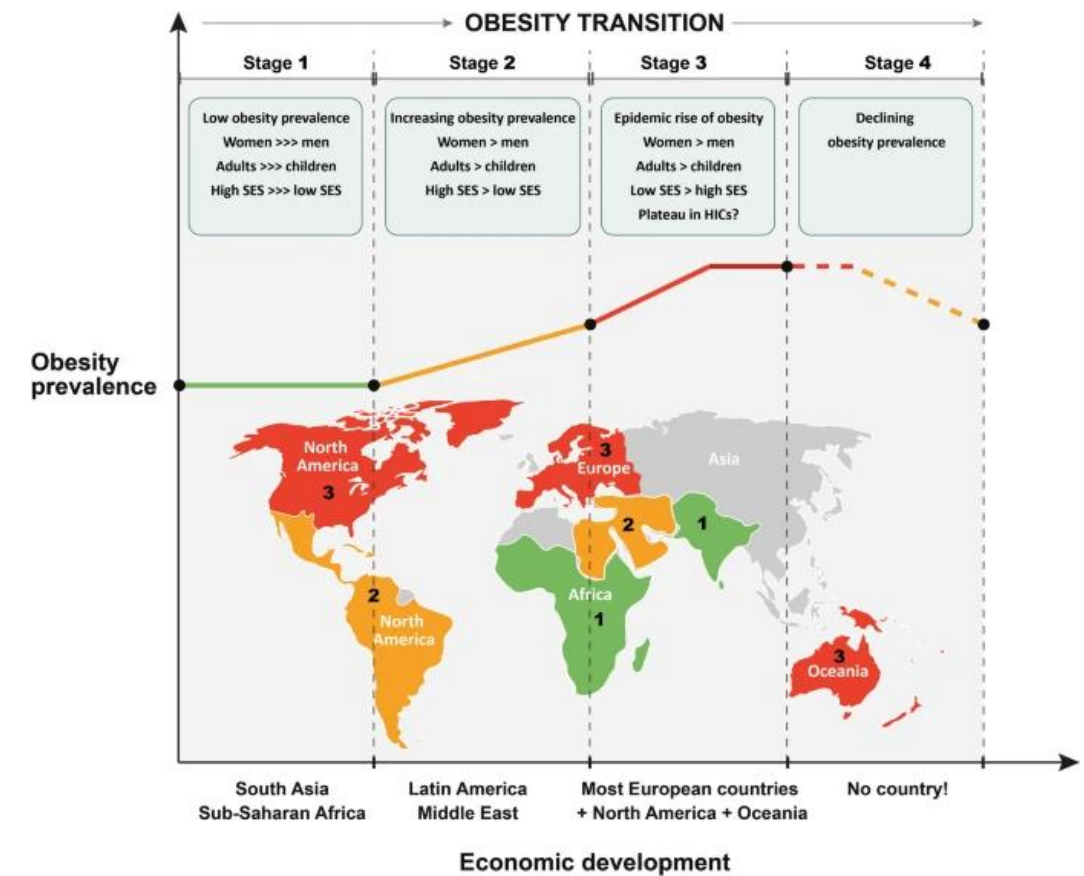 OBESITY TRANSITION
Stage 1
Stage 2
Stage 3
Stage 4
Low obesity prevalence
Women >>> men
Adults >>> children
High SES >>> low SES
Increasing obesity prevalence
Women > men
Adults > children
High SES > low SES
Epidemic rise of obesity
Women > men
Adults > children
Low SES > high SES
Plateau in HICs?
Declining
obesity prevalence
Obesity
prevalence
North
America
3
3
Europe
Asia
2
1
2
North
America
Africa
1
3
Oceania
South Asia
Sub-Saharan Africa
Latin America
Middle East
Most European countries
+ North America + Oceania
No country!
Economic development